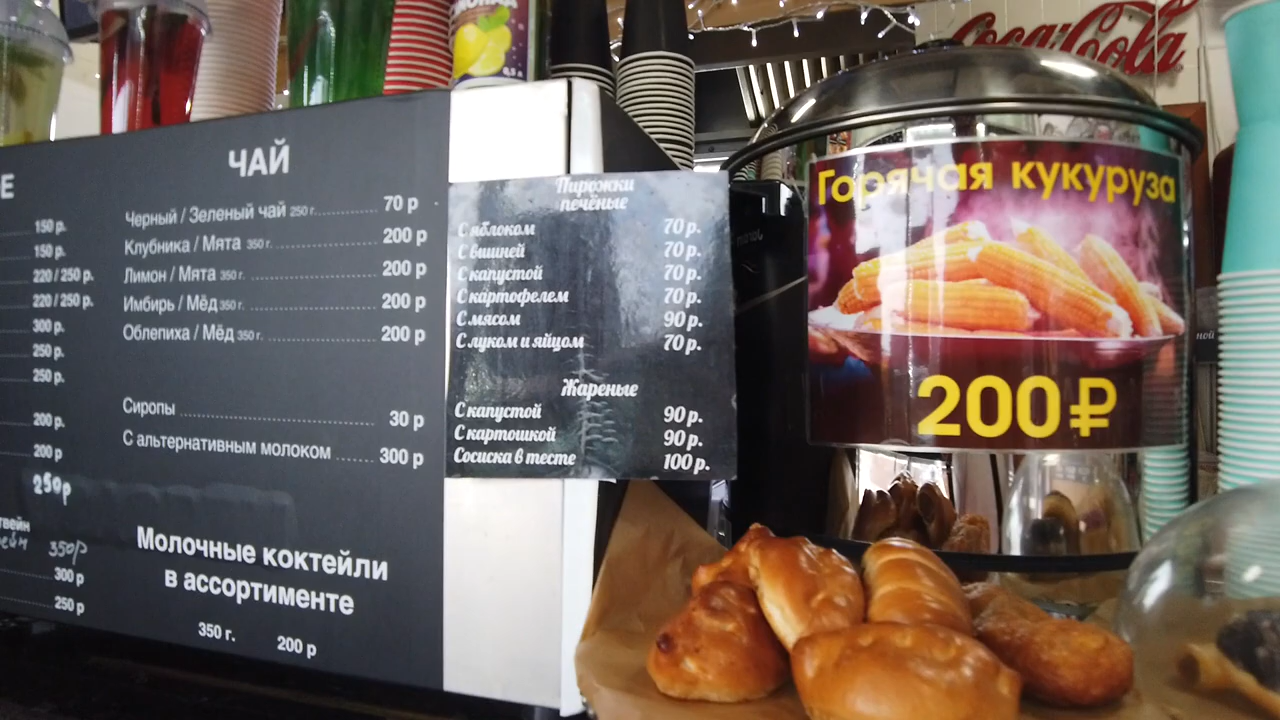 Е
150 р.
150 р.
220 / 250 р.
220 / 250 р.
300 р.
250 р.
250 р.
200 р.
200 р
250р
350р
300 р
250 р
ЧАЙ
Черный / Зеленый чай 250 г. 70 р
Клубника / Мята 350 г. 200 р
Лимон / Мята 350 г. 200 р
Имбирь / Мёд 350 г. 200 р
Облепиха / Мёд 350 г. 200 р
Сиропы 30 р
С альтернативным молоком 300 р
Молочные коктейли
в ассортименте
350 г. 200 р
0,5 л
Пирожки
печёные
С яблоком 70 р.
С вишней 70 р.
С капустой 70 р.
С картофелем 70 р.
С мясом 90 р.
С луком и яйцом 70 р.
Жареные
С капустой 90 р.
С картошкой 90 р.
Сосиска в тесте 100 р.
Coca-Cola
Горячая кукуруза
200₽